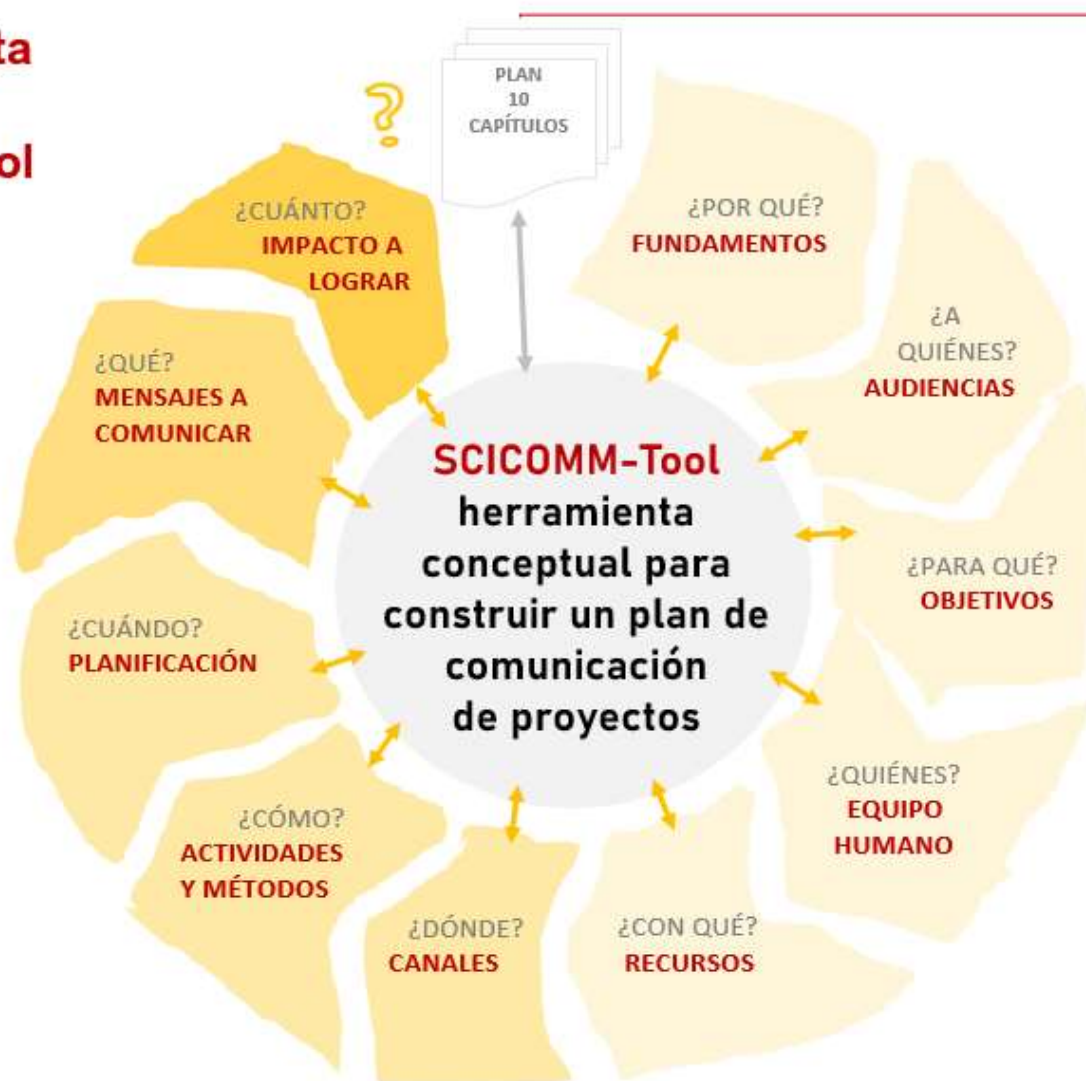 ta
ol
PLAN
10
CAPÍTULOS
¿POR QUÉ?
FUNDAMENTOS
¿A
QUIÉNES?
AUDIENCIAS
¿PARA QUÉ?
OBJETIVOS
¿QUIÉNES?
EQUIPO
HUMANO
¿CON QUÉ?
RECURSOS
¿DÓNDE?
CANALES
¿CÓMO?
ACTIVIDADES
Y MÉTODOS
¿CUÁNDO?
PLANIFICACIÓN
¿QUÉ?
MENSAJES A
COMUNICAR
¿CUÁNTO?
IMPACTO A
LOGRAR
?
SCICOMM-Tool
herramienta
conceptual para
construir un plan de
comunicación
de proyectos